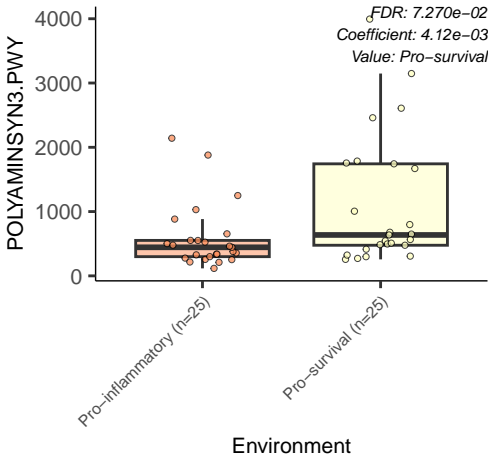 FDR: 7.270e−02
Coefficient: 4.12e−03
Value: Pro−survival
POLYAMINSYN3.PWY
4000
3000
2000
1000
0
Pro−inflammatory (n=25)
Pro−survival (n=25)
Environment